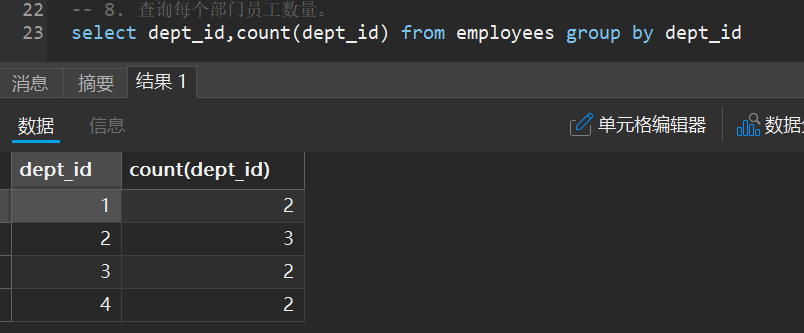 22 -- 8. 查询每个部门员工数量。
23 select dept_id,count(dept_id) from employees group by dept_id
消息 摘要 结果 1
数据 信息 单元格编辑器 数据分
dept_id count(dept_id)
1 2
2 3
3 2
4 2